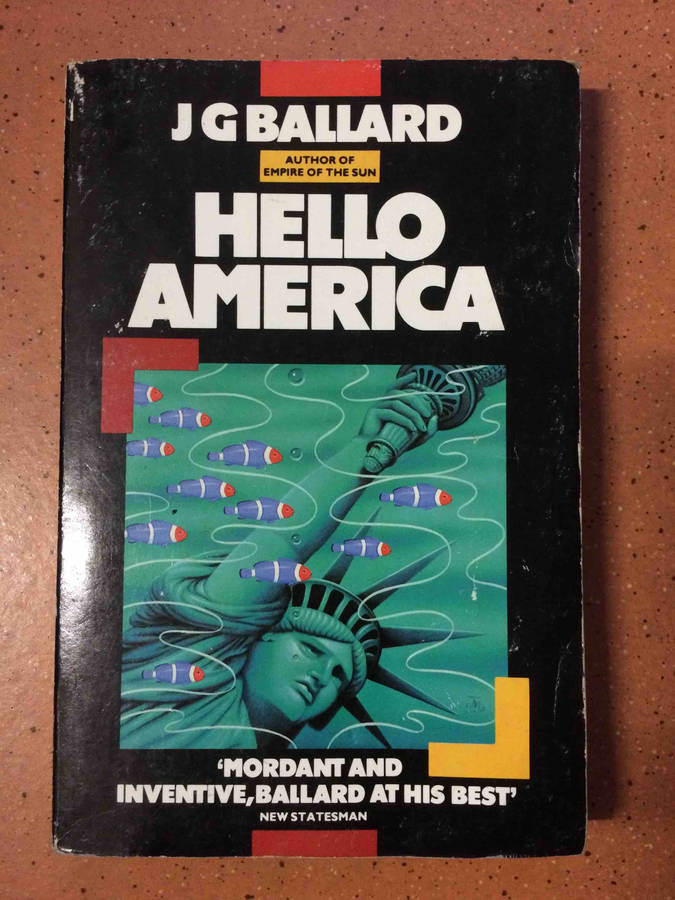 J G BALLARD
AUTHOR OF
EMPIRE OF THE SUN
HELLO
AMERICA
'MORDANT AND
INVENTIVE, BALLARD AT HIS BEST'
NEW STATESMAN